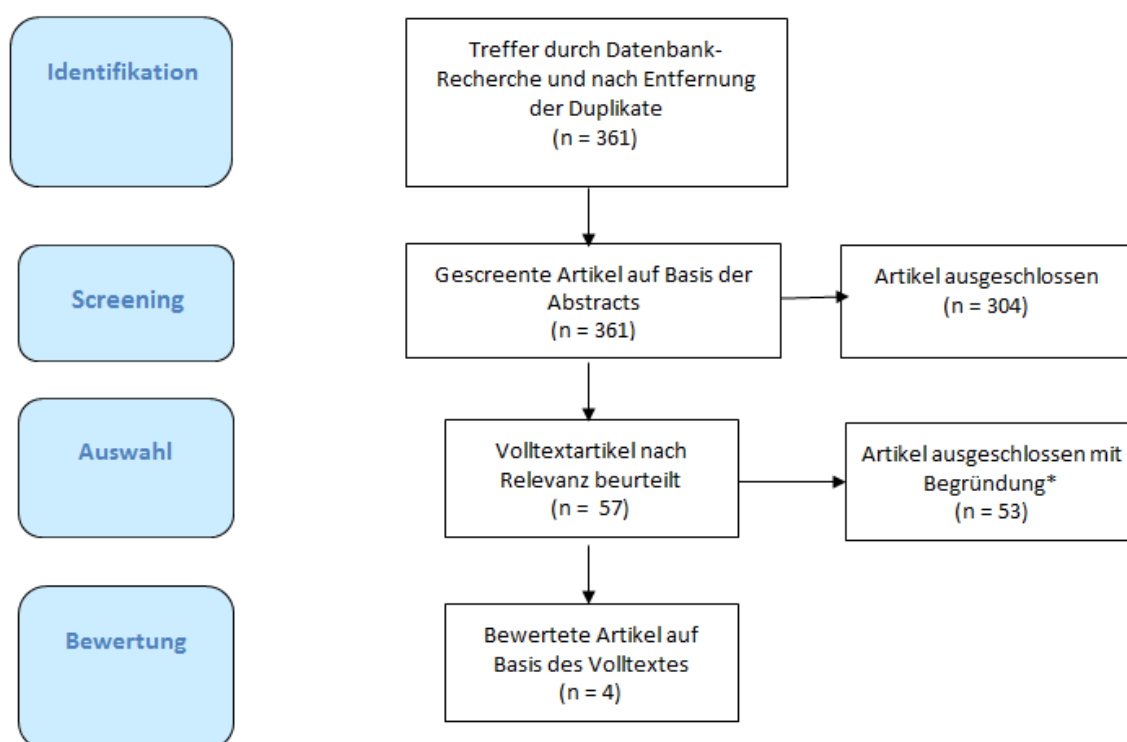 Identifikation
Treffer durch Datenbank-
Recherche und nach Entfernung
der Duplikate
(n = 361)
Screening
Gescreente Artikel auf Basis der
Abstracts
(n = 361)
Artikel ausgeschlossen
(n = 304)
Auswahl
Volltextartikel nach
Relevanz beurteilt
(n =  57)
Artikel ausgeschlossen mit
Begründung*
(n = 53)
Bewertung
Bewertete Artikel auf
Basis des Volltextes
(n = 4)